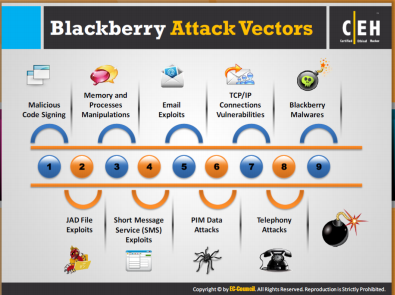 Blackberry Attack Vectors
C|EH
Certified Ethical Hacker
Malicious
Code Signing
Memory and
Processes
Manipulations
Email
Exploits
TCP/IP
Connections
Vulnerabilities
Blackberry
Malwares
1 2 3 4 5 6 7 8 9
JAD File
Exploits
Short Message
Service (SMS)
Exploits
PIM Data
Attacks
Telephony
Attacks
Copyright © by EC-Council. All Rights Reserved. Reproduction is Strictly Prohibited.